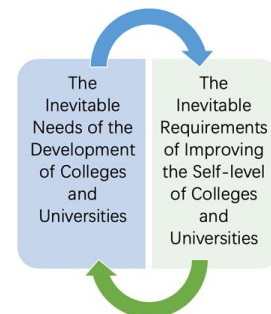 The
Inevitable
Needs of the
Development
of Colleges
and
Universities
The
Inevitable
Requirements
of Improving
the Self-level
of Colleges
and
Universities